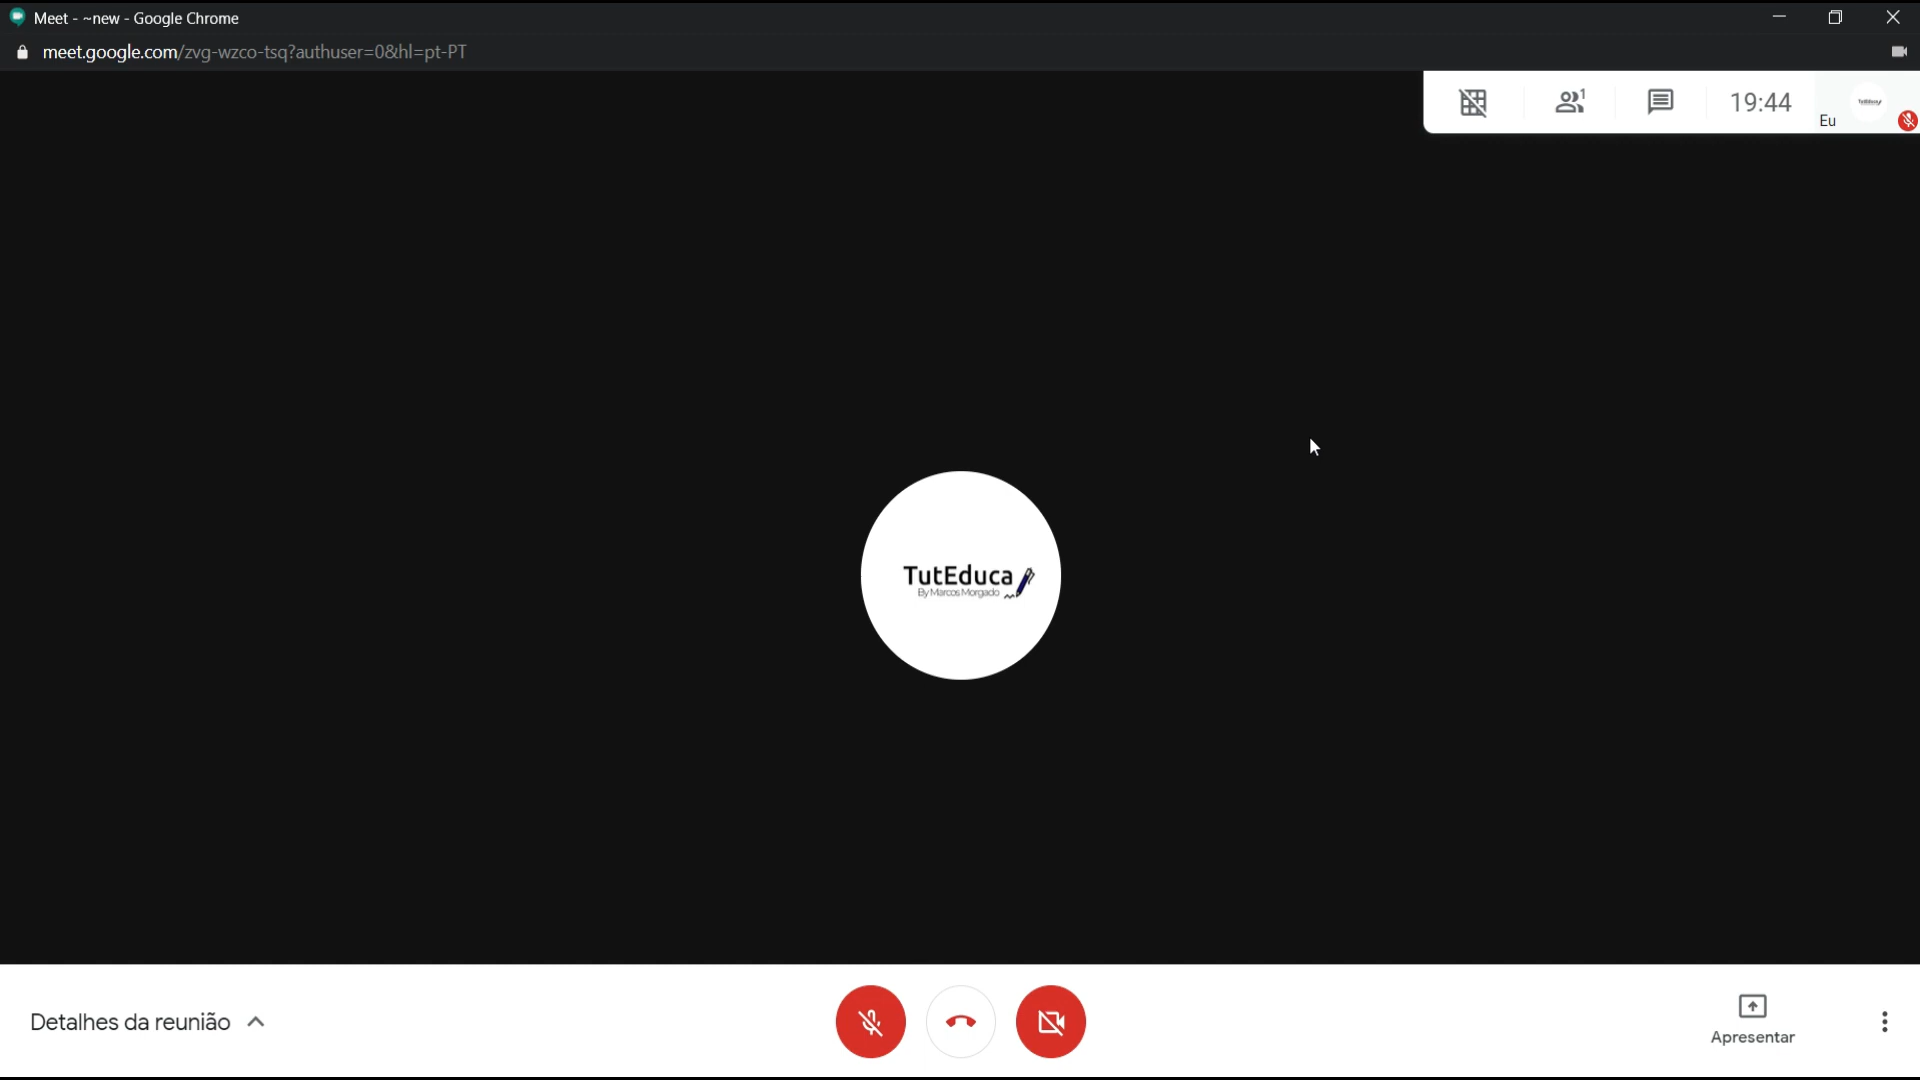 Meet - ~new - Google Chrome
meet.google.com/zvg-wzco-tsq?authuser=0&hl=pt-PT
1
19:44
Eu
TutEduca
TutEduca
By Marcos Morgado
Detalhes da reunião
Apresentar